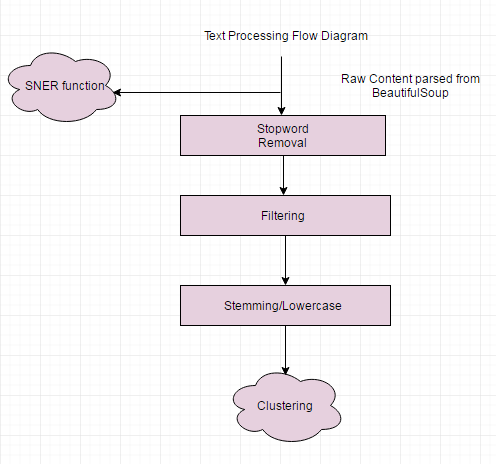 Text Processing Flow Diagram
SNER function
Raw Content parsed from
BeautifulSoup
Stopword
Removal
Filtering
Stemming/Lowercase
Clustering